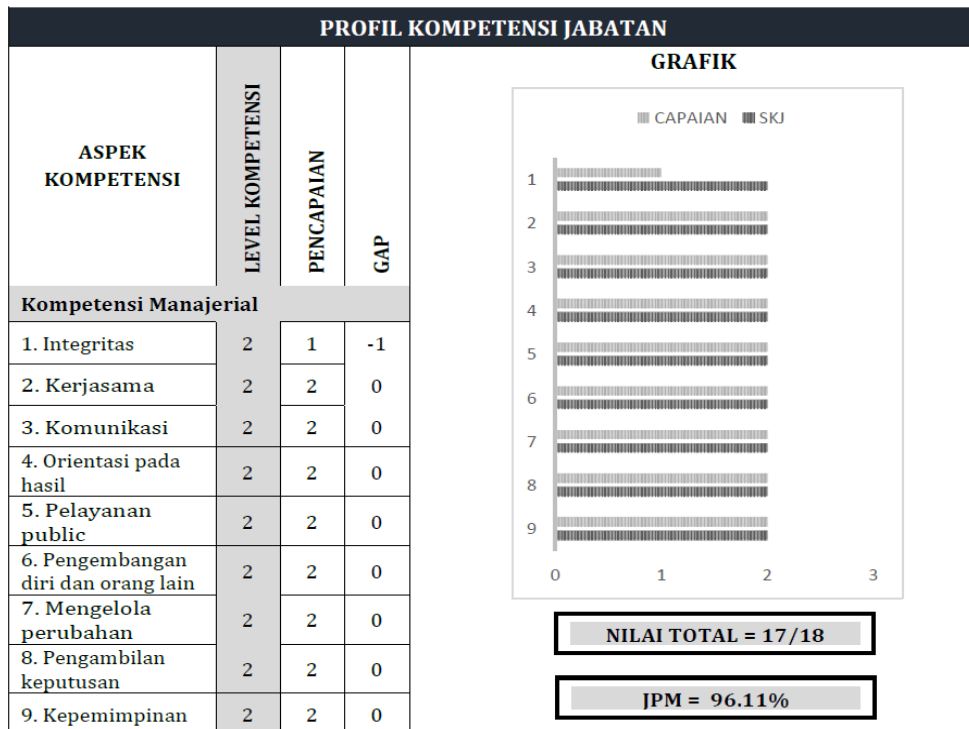 PROFIL KOMPETENSI JABATAN
ASPEK
KOMPETENSI
LEVEL KOMPETENSI
PENCAPAIAN
GAP
Kompetensi Manajerial
1. Integritas 2 1 -1
2. Kerjasama 2 2 0
3. Komunikasi 2 2 0
4. Orientasi pada
hasil 2 2 0
5. Pelayanan
public 2 2 0
6. Pengembangan
diri dan orang lain 2 2 0
7. Mengelola
perubahan 2 2 0
8. Pengambilan
keputusan 2 2 0
9. Kepemimpinan 2 2 0
GRAFIK
CAPAIAN SKJ
1
2
3
4
5
6
7
8
9
0 1 2 3
NILAI TOTAL = 17/18
JPM = 96.11%